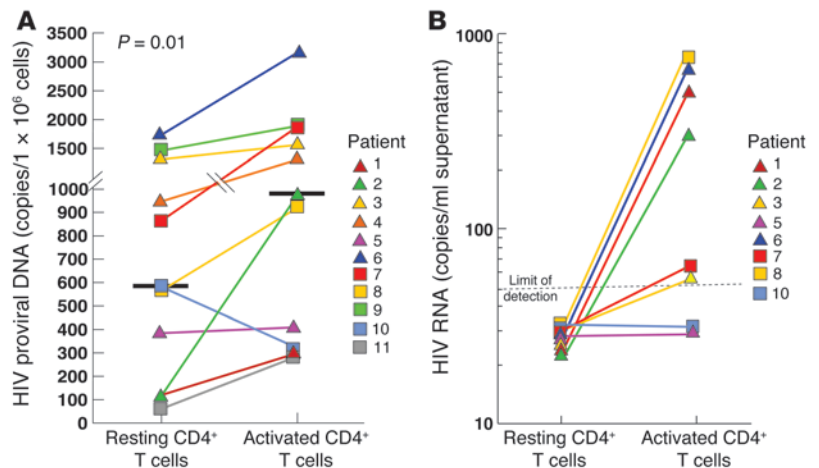 A
P = 0.01
HIV proviral DNA (copies/1 × 10⁶ cells)
3500
3000
2500
2000
1500
1000
900
800
700
600
500
400
300
200
100
0
Resting CD4⁺
T cells
Activated CD4⁺
T cells
Patient
1
2
3
4
5
6
7
8
9
10
11
B
HIV RNA (copies/ml supernatant)
1000
100
10
Limit of
detection
Resting CD4⁺
T cells
Activated CD4⁺
T cells
Patient
1
2
3
5
6
7
8
10